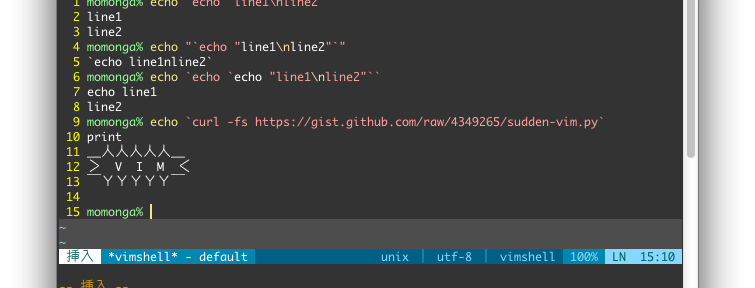 1 momonga% echo `echo "line1\nline2"`
2 line1
3 line2
4 momonga% echo "`echo "line1\nline2"`"
5 `echo line1nline2`
6 momonga% echo `echo `echo "line1\nline2"``
7 echo line1
8 line2
9 momonga% echo `curl -fs https://gist.github.com/raw/4349265/sudden-vim.py`
10 print
11 __人人人人人__
12 > V I M <
13 ‾‾Y Y Y Y Y‾‾
14
15 momonga%
~
~
挿入 *vimshell* - default unix | utf-8 | vimshell 100% LN 15:10
-- 挿入 --